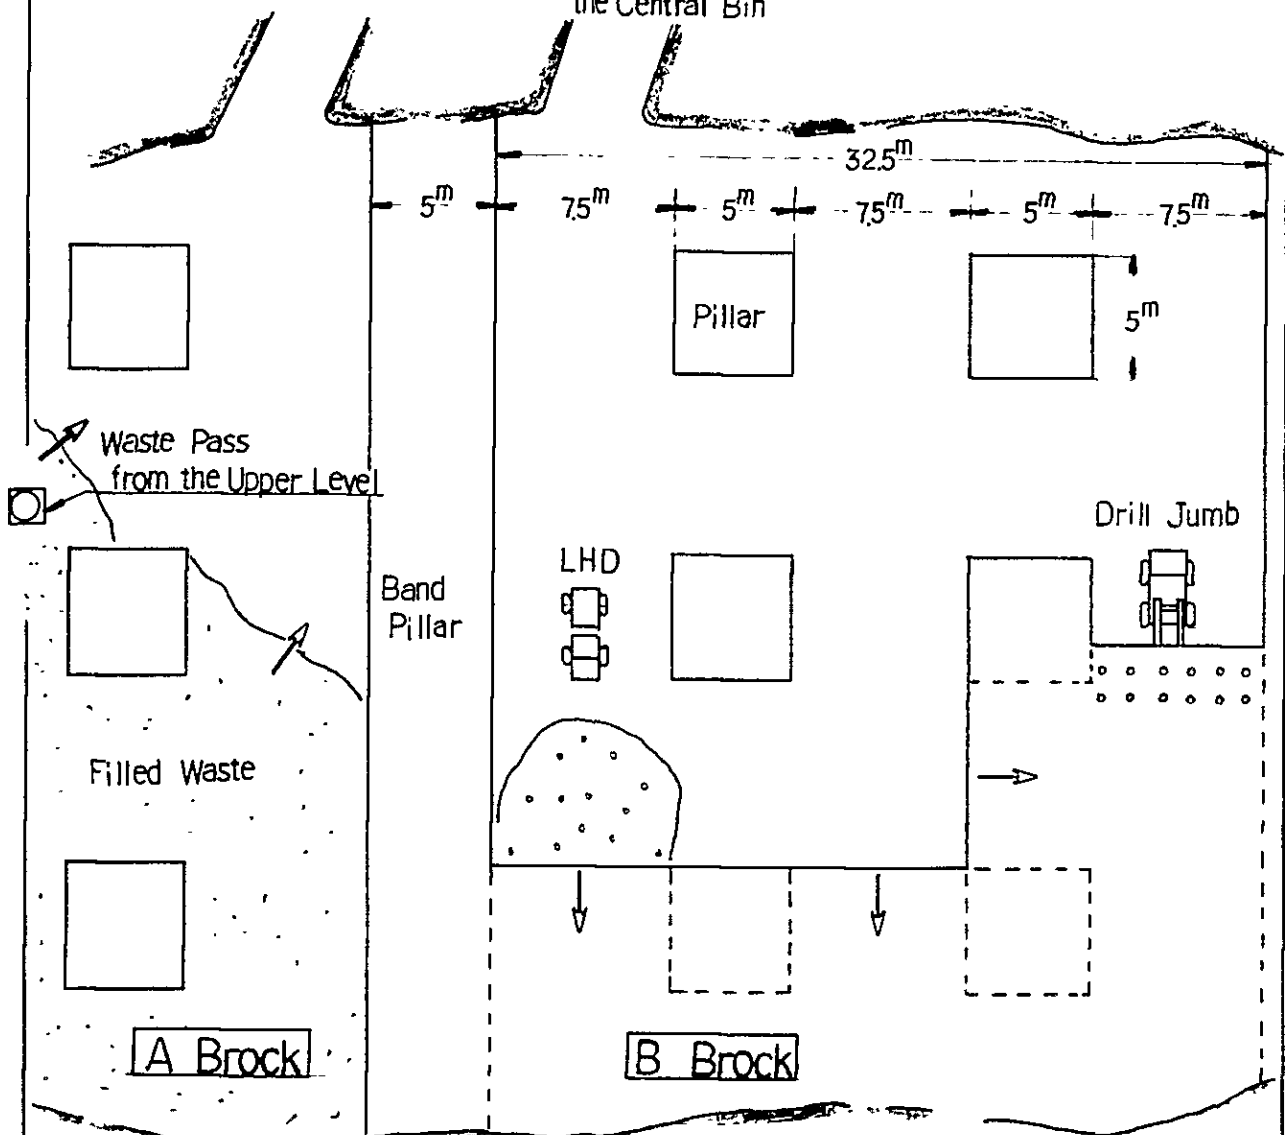 the Central Bin
32.5m
5m
7.5m
5m
7.5m
5m
7.5m
Pillar
5m
Waste Pass
from the Upper Level
Drill Jumb
LHD
Band
Pillar
Filled Waste
A Brock
B Brock